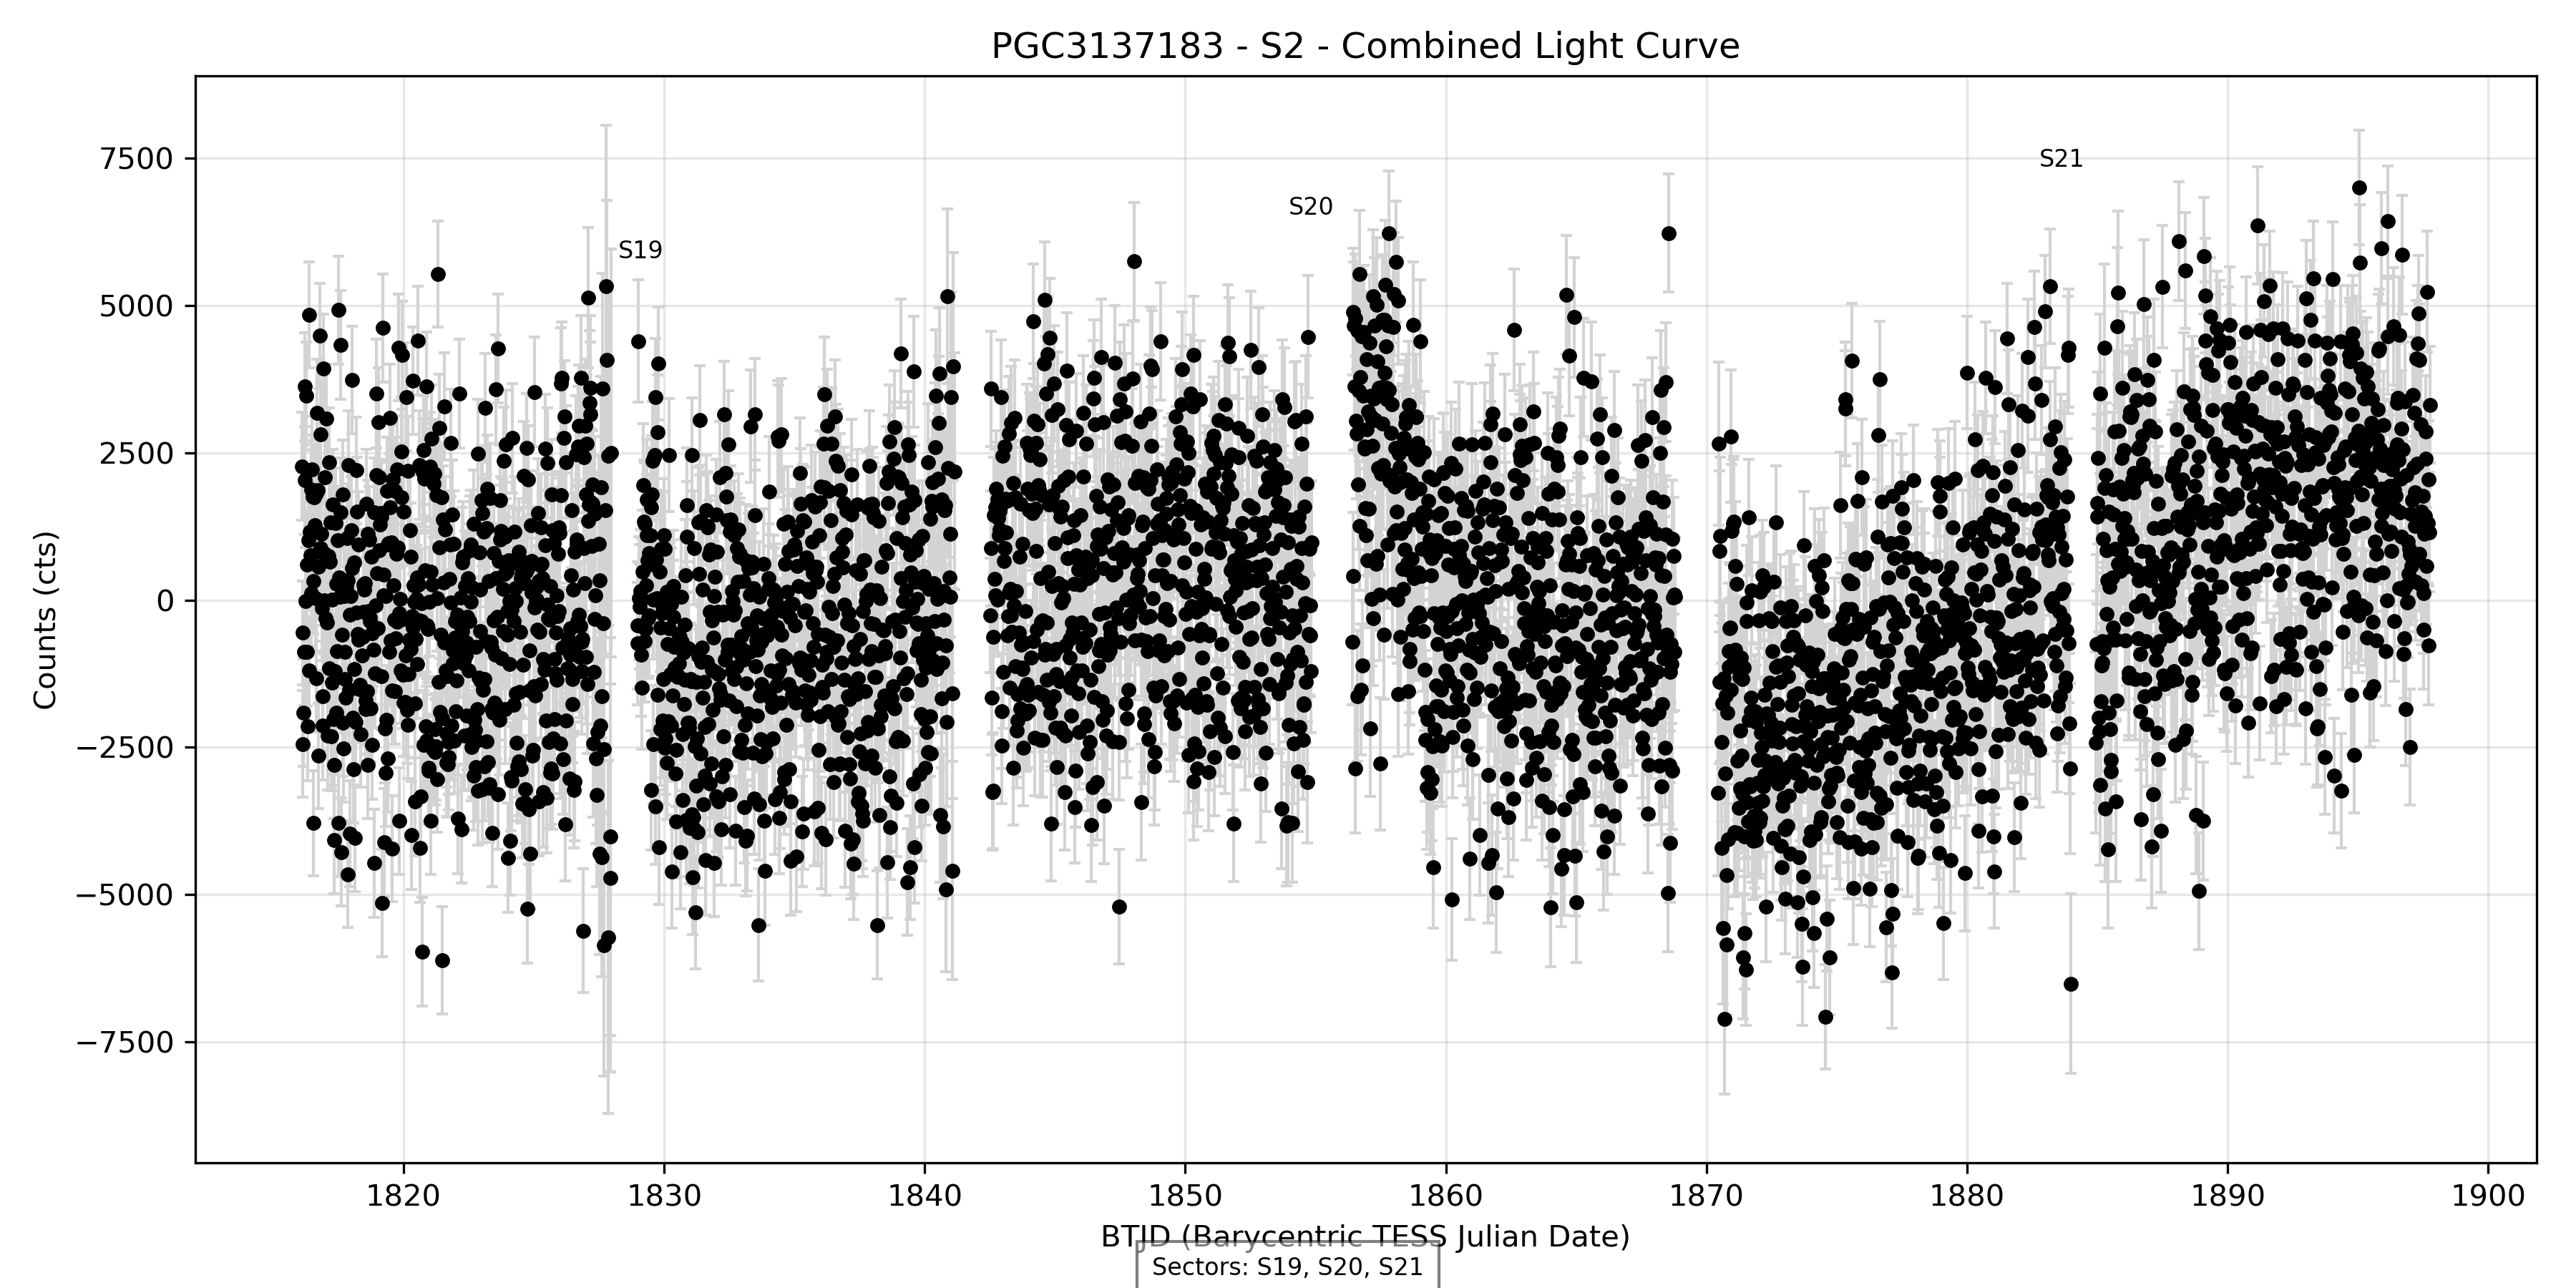 PGC3137183 - S2 - Combined Light Curve
S21
S20
S19
7500
5000
2500
0
−2500
−5000
−7500
Counts (cts)
1820 1830 1840 1850 1860 1870 1880 1890 1900
BTJD (Barycentric TESS Julian Date)
Sectors: S19, S20, S21